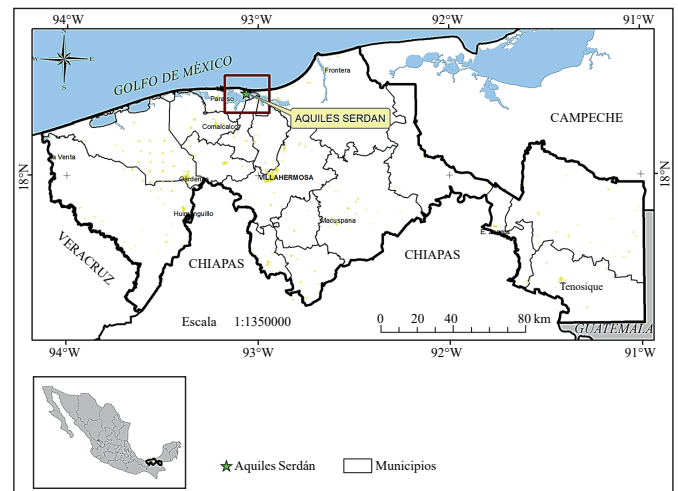 94°W 93°W 92°W 91°W
N
W E
S
GOLFO DE MÉXICO
Frontera
Paraíso
AQUILES SERDAN
Comalcalco
CAMPECHE
La Venta
18°N 18°N
Cárdenas
VILLAHERMOSA
Huimanguillo
Macuspana
VERACRUZ
CHIAPAS
CHIAPAS
Tenosique
Escala 1:1350000
0 20 40 80 km
GUATEMALA
94°W 93°W 92°W 91°W
Aquiles Serdán
Municipios